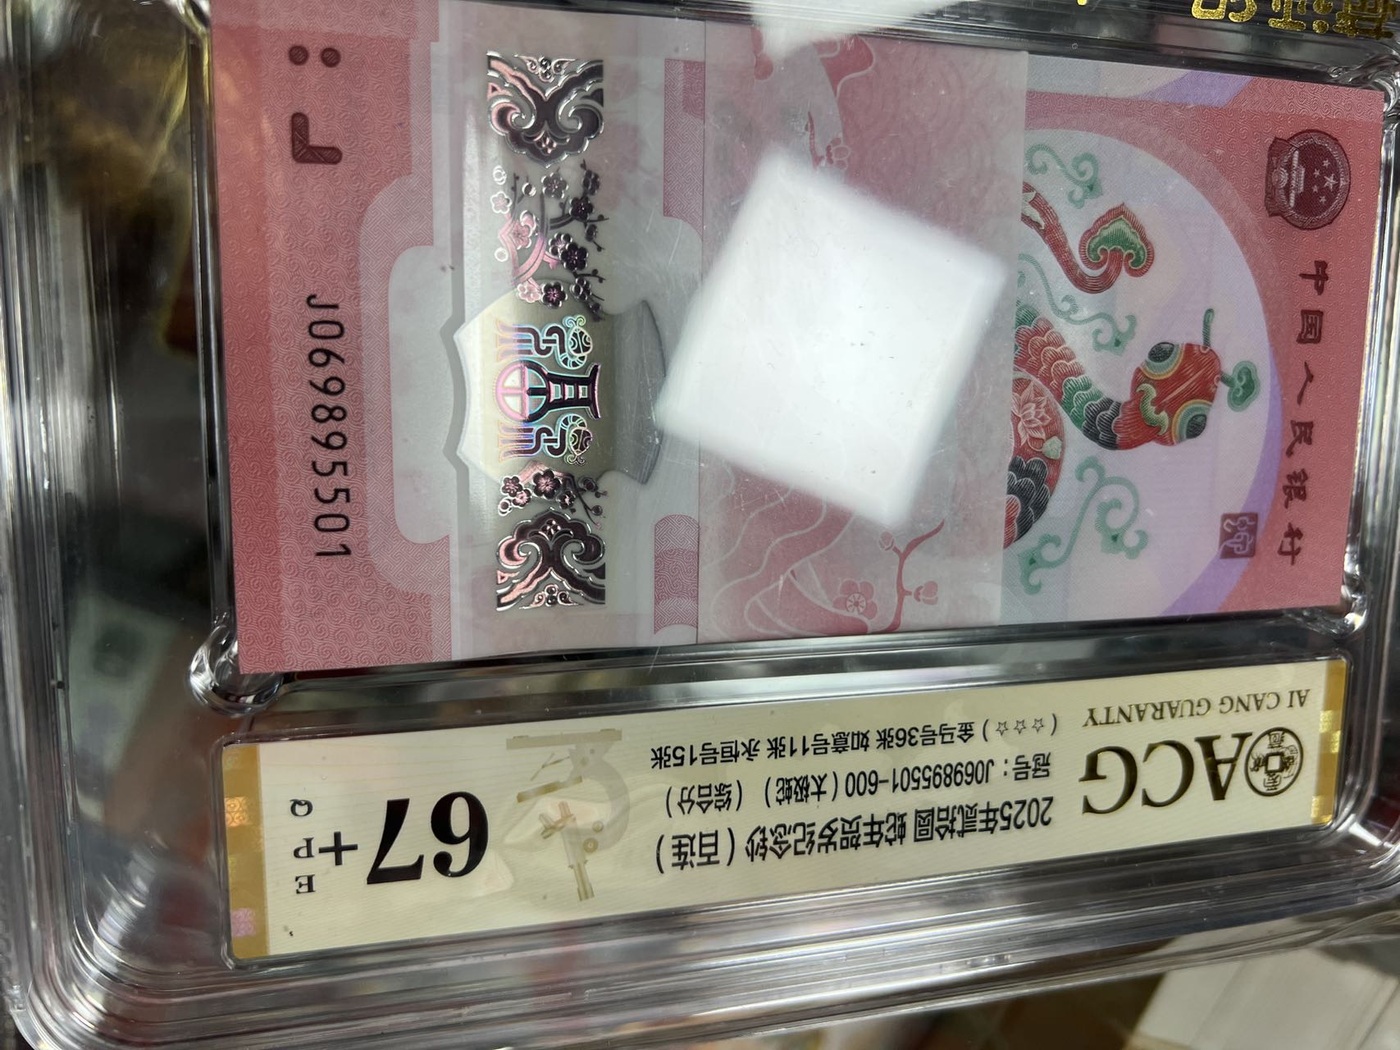 中国人民银行
J069895501
ACG
AI CANG GUARANTY
2025年贰拾圆 蛇年贺岁纪念钞（百连）
冠号：J069895501-600（太极蛇）（综合分）
（☆☆☆）金马号36张 如意号11张 永恒号15张
67+
E
P
Q